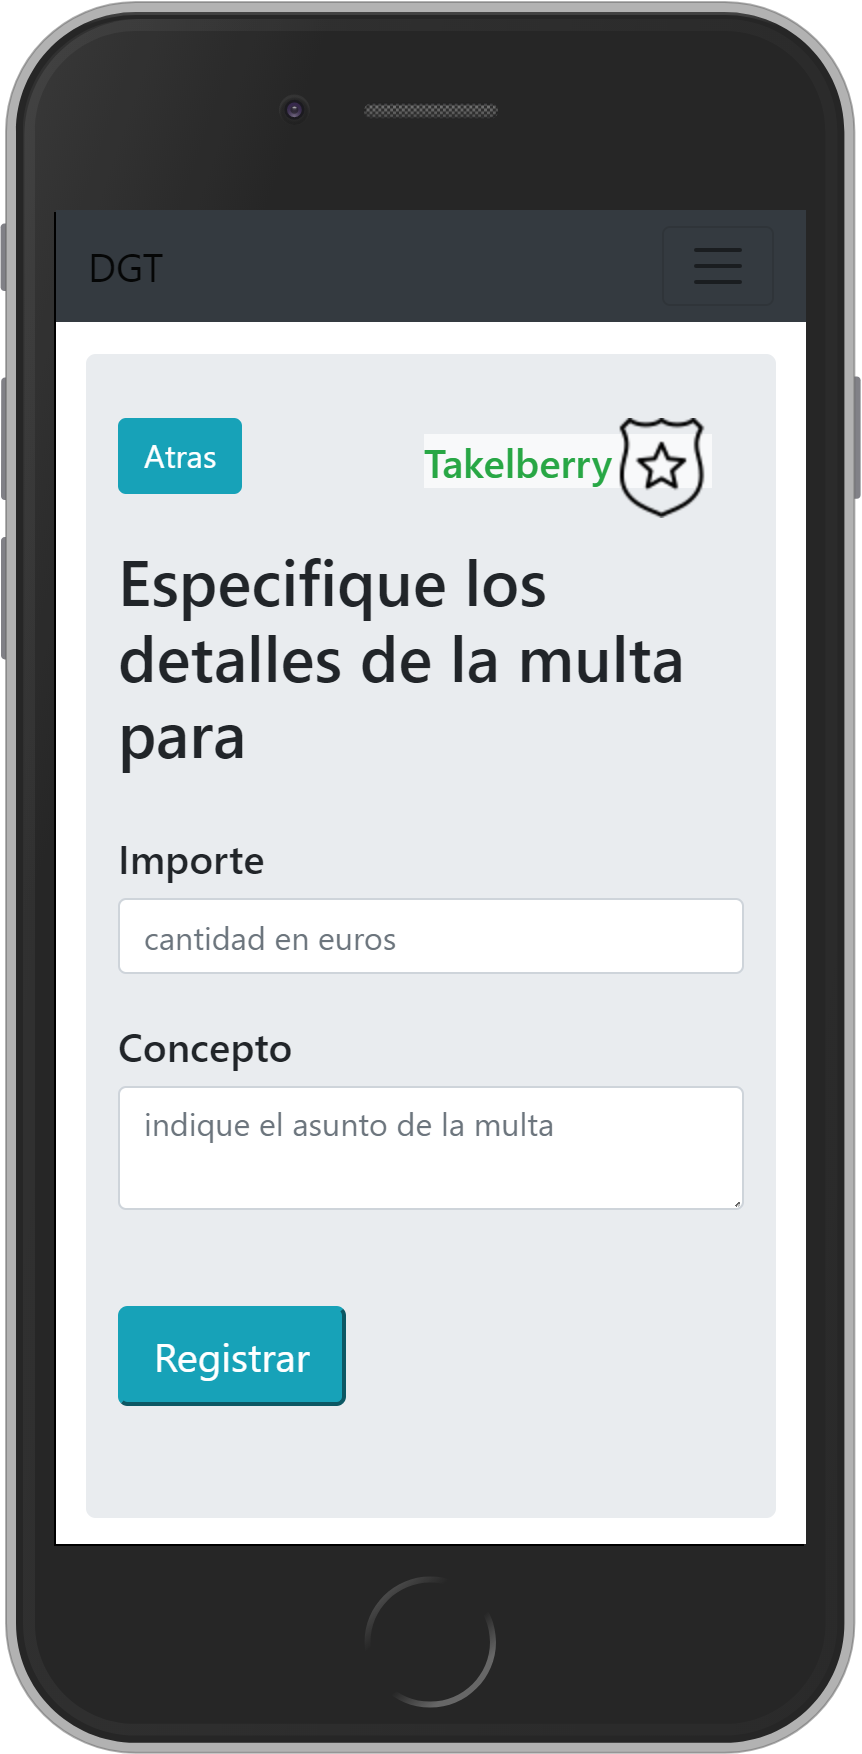 DGT
Atras
Takelberry
Especifique los
detalles de la multa
para
Importe
cantidad en euros
Concepto
indique el asunto de la multa
Registrar